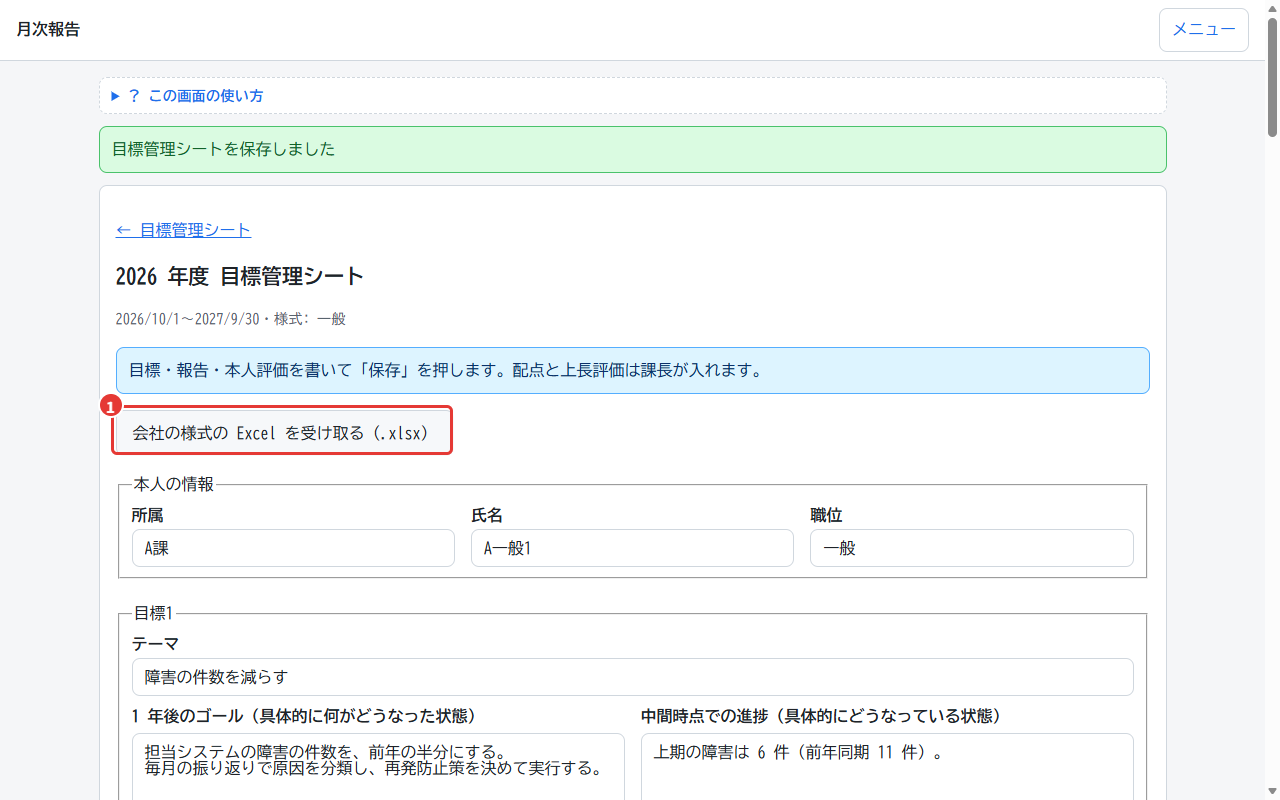 月次報告
メニュー
▶ ? この画面の使い方
目標管理シートを保存しました
← 目標管理シート
2026 年度 目標管理シート
2026/10/1～2027/9/30・様式: 一般
目標・報告・本人評価を書いて「保存」を押します。配点と上長評価は課長が入れます。
1
会社の様式の Excel を受け取る（.xlsx）
本人の情報
所属
氏名
職位
A課
A一般1
一般
目標1
テーマ
障害の件数を減らす
1 年後のゴール（具体的に何がどうなった状態）
中間時点での進捗（具体的にどうなっている状態）
担当システムの障害の件数を、前年の半分にする。
毎月の振り返りで原因を分類し、再発防止策を決めて実行する。
上期の障害は 6 件（前年同期 11 件）。